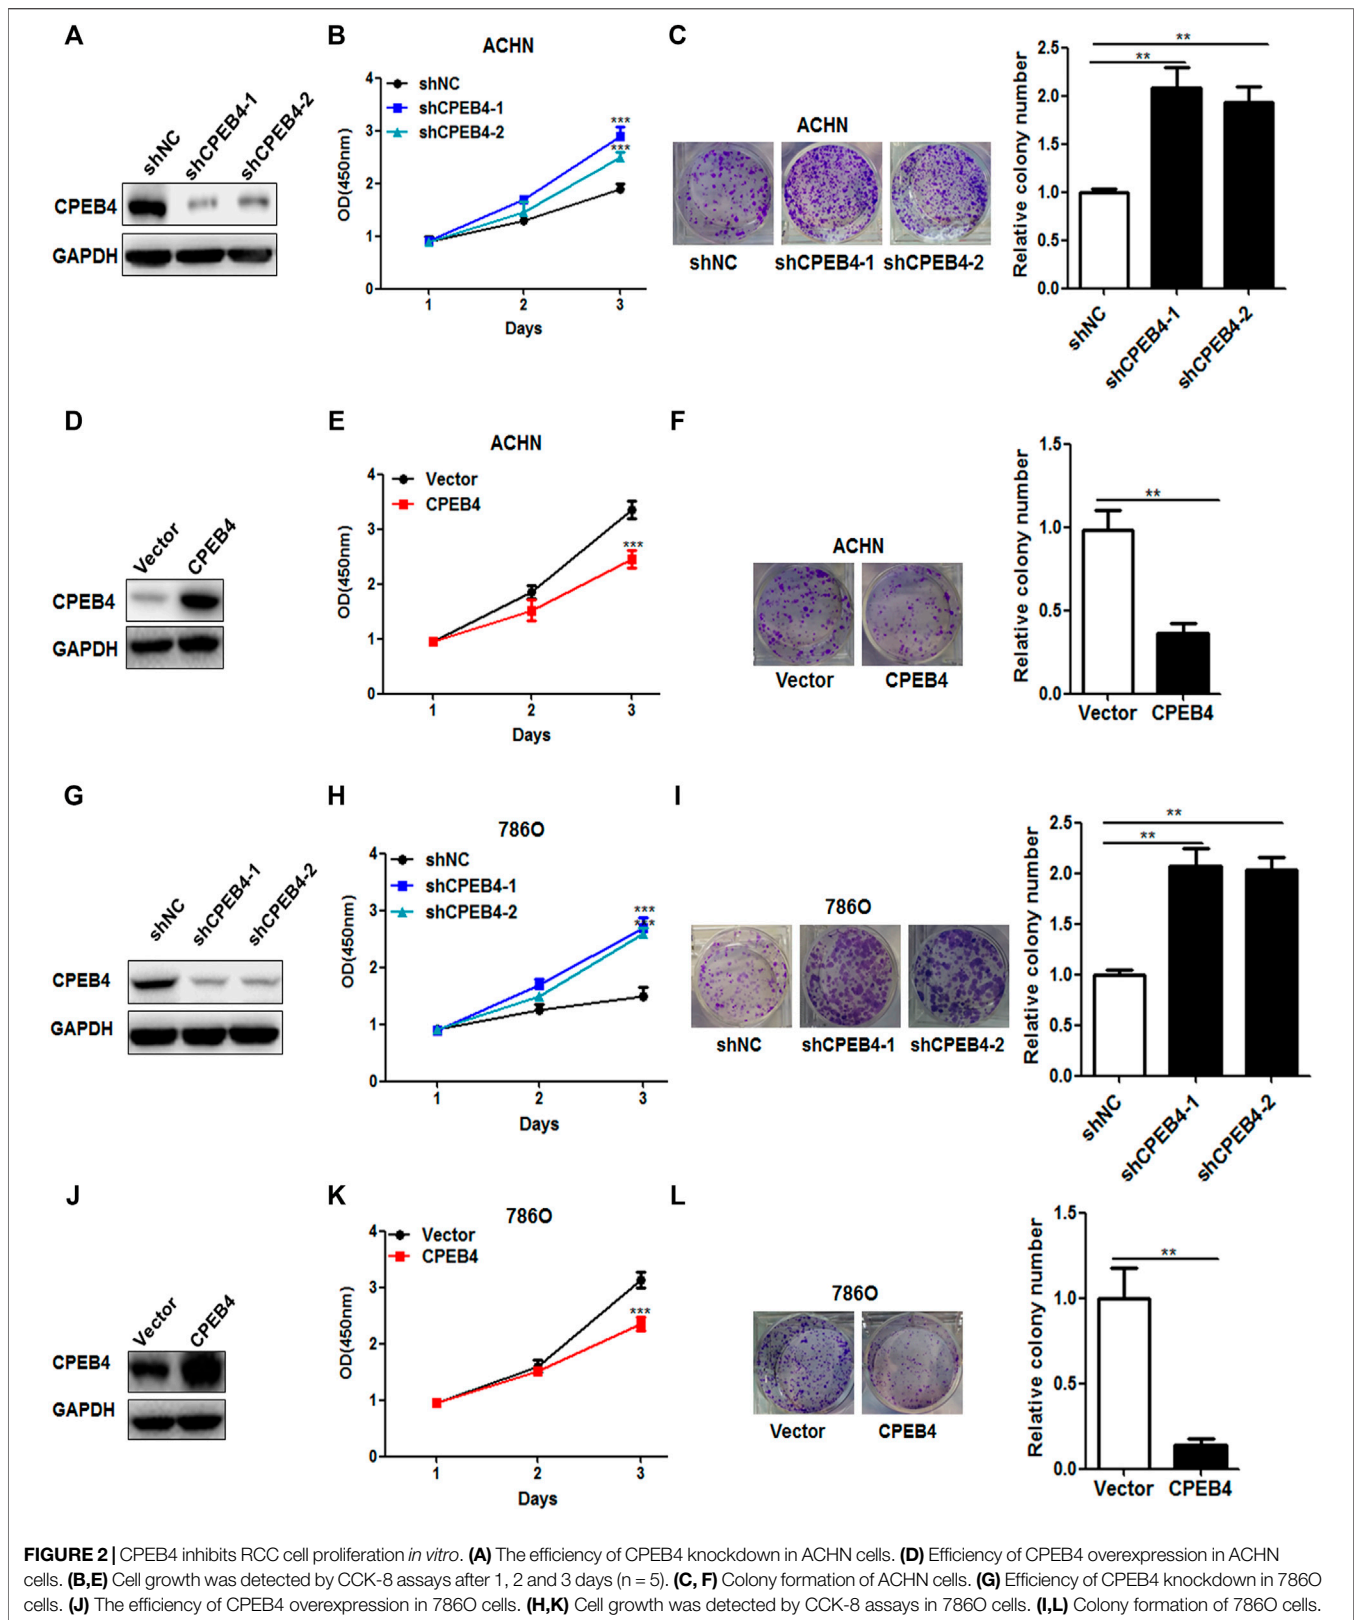 A
shNC
shCPEB4-1
shCPEB4-2
CPEB4
GAPDH
B
ACHN
shNC
shCPEB4-1
shCPEB4-2
OD(450nm)
4
3
2
1
0
***
***
1 2 3
Days
C
ACHN
shNC shCPEB4-1 shCPEB4-2
Relative colony number
2.5
2.0
1.5
1.0
0.5
0.0
**
**
shNC
shCPEB4-1
shCPEB4-2
D
Vector
CPEB4
CPEB4
GAPDH
E
ACHN
Vector
CPEB4
OD(450nm)
4
3
2
1
0
***
1 2 3
Days
F
ACHN
Vector CPEB4
Relative colony number
1.5
1.0
0.5
0.0
**
Vector CPEB4
G
shNC
shCPEB4-1
shCPEB4-2
CPEB4
GAPDH
H
786O
shNC
shCPEB4-1
shCPEB4-2
OD(450nm)
4
3
2
1
0
***
***
1 2 3
Days
I
786O
shNC shCPEB4-1 shCPEB4-2
Relative colony number
2.5
2.0
1.5
1.0
0.5
0.0
**
**
shNC
shCPEB4-1
shCPEB4-2
J
Vector
CPEB4
CPEB4
GAPDH
K
786O
Vector
CPEB4
OD(450nm)
4
3
2
1
0
***
1 2 3
Days
L
786O
Vector CPEB4
Relative colony number
1.5
1.0
0.5
0.0
**
Vector CPEB4
FIGURE 2 | CPEB4 inhibits RCC cell proliferation in vitro. (A) The efficiency of CPEB4 knockdown in ACHN cells. (D) Efficiency of CPEB4 overexpression in ACHN
cells. (B,E) Cell growth was detected by CCK-8 assays after 1, 2 and 3 days (n = 5). (C, F) Colony formation of ACHN cells. (G) Efficiency of CPEB4 knockdown in 786O
cells. (J) The efficiency of CPEB4 overexpression in 786O cells. (H,K) Cell growth was detected by CCK-8 assays in 786O cells. (I,L) Colony formation of 786O cells.